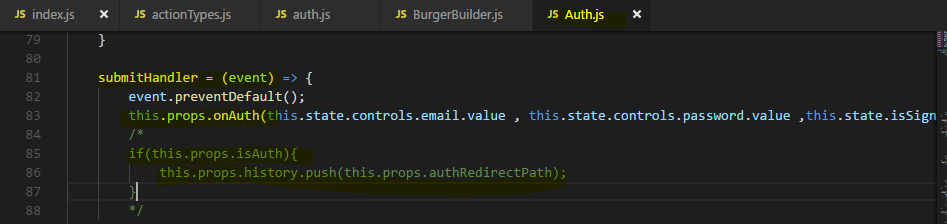 JS index.js × JS actionTypes.js JS auth.js JS BurgerBuilder.js JS Auth.js ×
79 }
80
81 submitHandler = (event) => {
82 event.preventDefault();
83 this.props.onAuth(this.state.controls.email.value , this.state.controls.password.value ,this.state.isSign
84 /*
85 if(this.props.isAuth){
86 this.props.history.push(this.props.authRedirectPath);
87 }
88 */